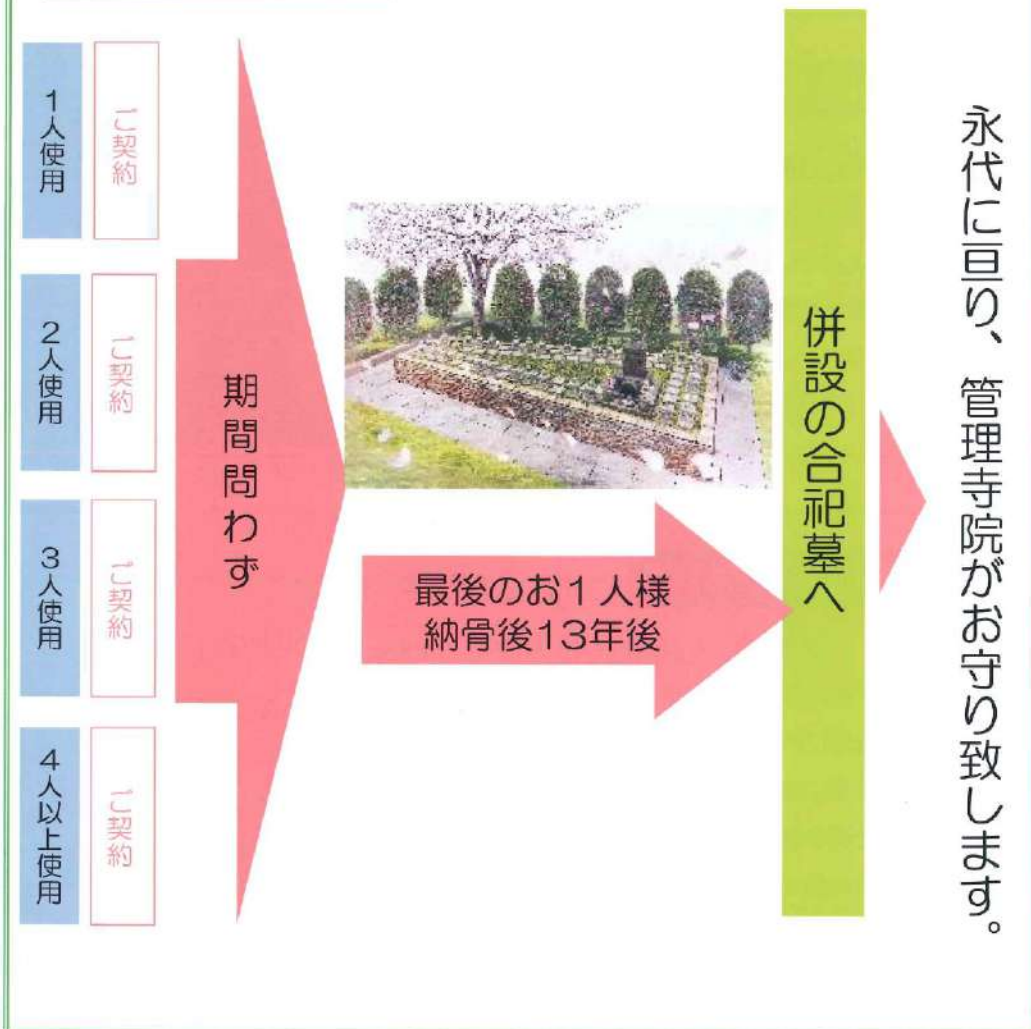 1人使用
ご契約
2人使用
ご契約
3人使用
ご契約
4人以上使用
ご契約
期間問わず
最後のお1人様
納骨後13年後
併設の合祀墓へ
永代に亘り、管理寺院がお守り致します。